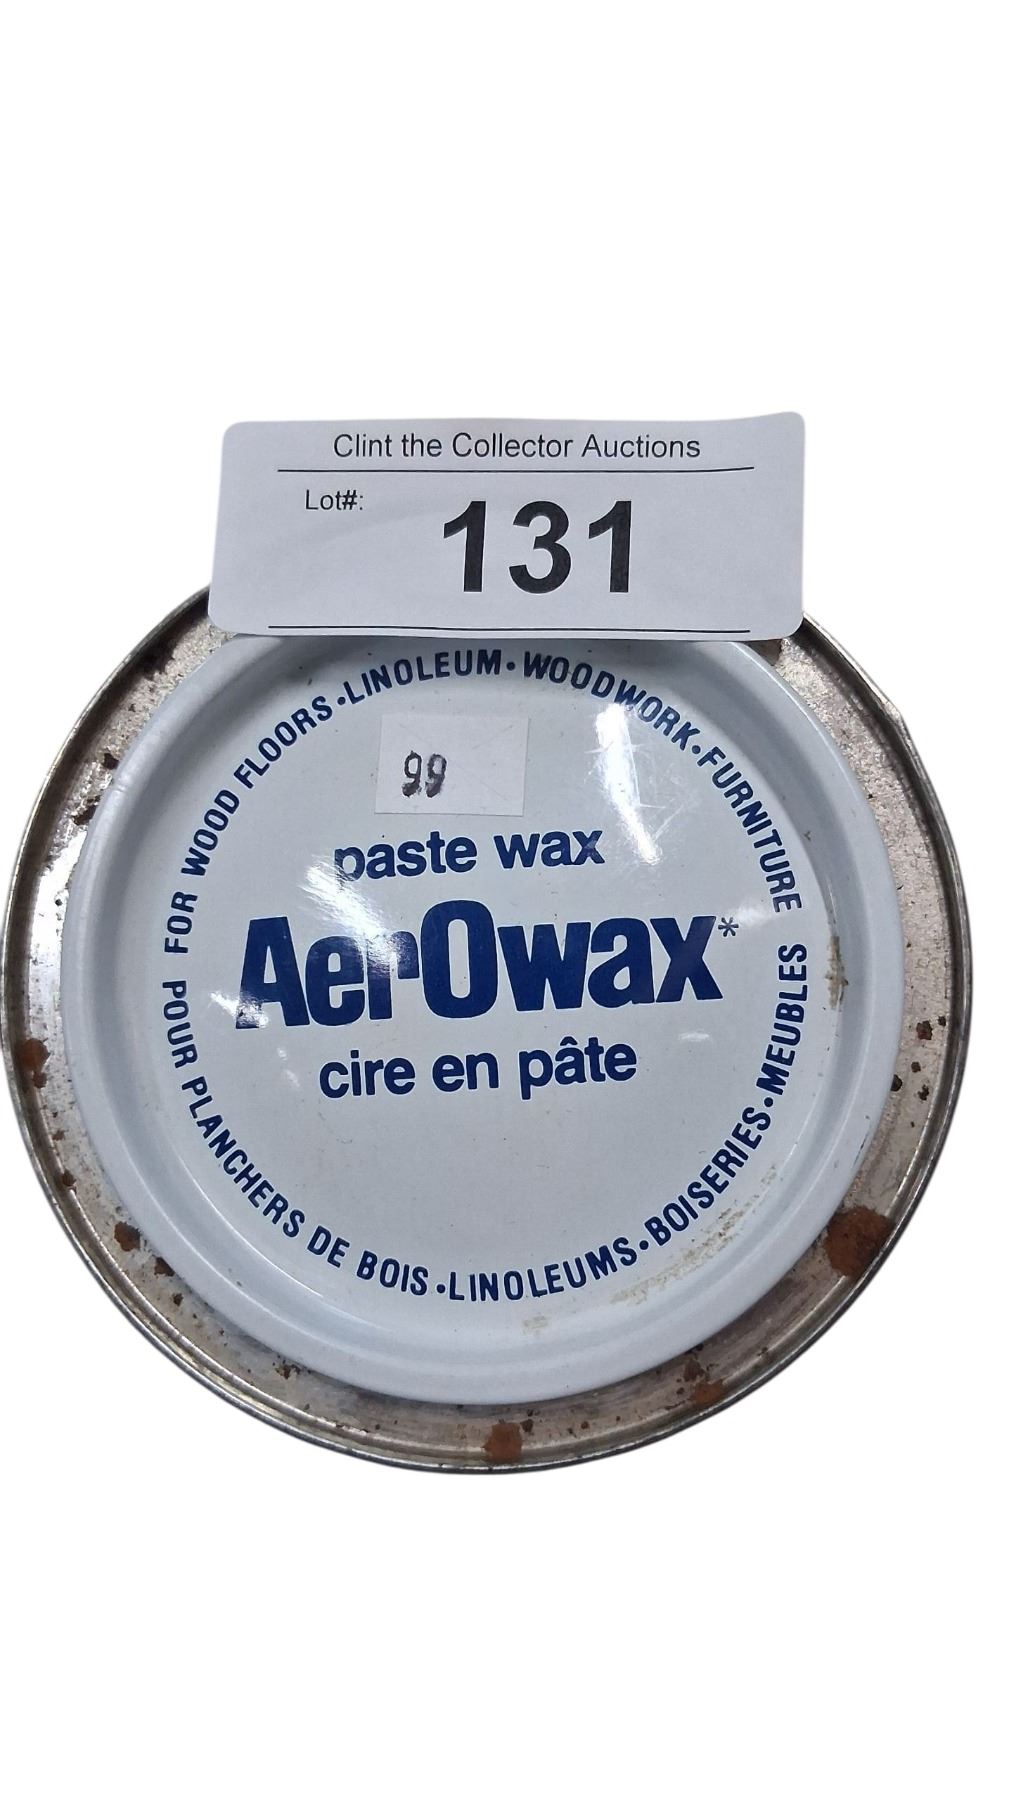 Clint the Collector Auctions
Lot#:
131
FOR WOOD FLOORS•LINOLEUM•WOODWORK•FURNITURE
99
paste wax
AerOwax*
cire en pâte
POUR PLANCHERS DE BOIS•LINOLEUMS•BOISERIES•MEUBLES